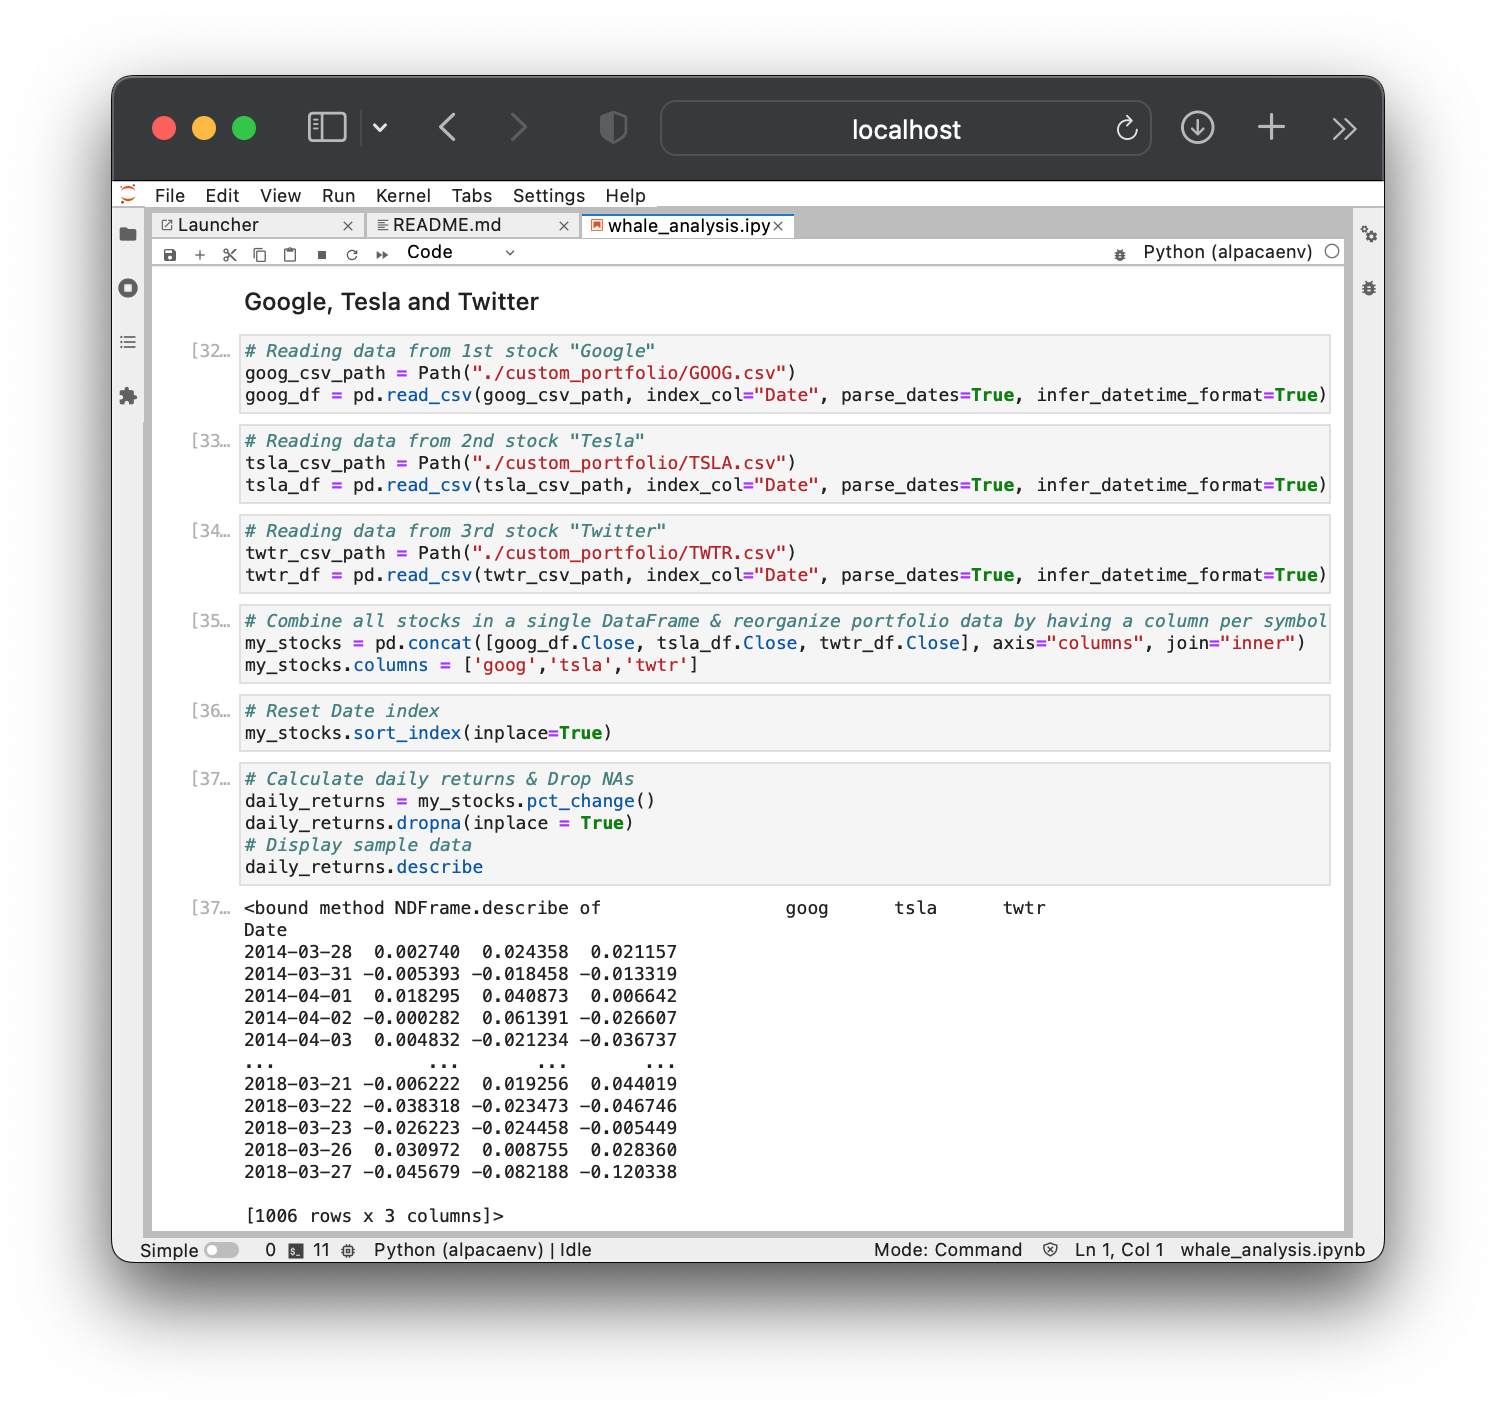 localhost
File Edit View Run Kernel Tabs Settings Help
Launcher README.md whale_analysis.ipy
Code Python (alpacaenv)
Google, Tesla and Twitter
[32… # Reading data from 1st stock "Google"
goog_csv_path = Path("./custom_portfolio/GOOG.csv")
goog_df = pd.read_csv(goog_csv_path, index_col="Date", parse_dates=True, infer_datetime_format=True)
[33… # Reading data from 2nd stock "Tesla"
tsla_csv_path = Path("./custom_portfolio/TSLA.csv")
tsla_df = pd.read_csv(tsla_csv_path, index_col="Date", parse_dates=True, infer_datetime_format=True)
[34… # Reading data from 3rd stock "Twitter"
twtr_csv_path = Path("./custom_portfolio/TWTR.csv")
twtr_df = pd.read_csv(twtr_csv_path, index_col="Date", parse_dates=True, infer_datetime_format=True)
[35… # Combine all stocks in a single DataFrame & reorganize portfolio data by having a column per symbol
my_stocks = pd.concat([goog_df.Close, tsla_df.Close, twtr_df.Close], axis="columns", join="inner")
my_stocks.columns = ['goog','tsla','twtr']
[36… # Reset Date index
my_stocks.sort_index(inplace=True)
[37… # Calculate daily returns & Drop NAs
daily_returns = my_stocks.pct_change()
daily_returns.dropna(inplace = True)
# Display sample data
daily_returns.describe
[37… <bound method NDFrame.describe of goog tsla twtr
Date
2014-03-28 0.002740 0.024358 0.021157
2014-03-31 -0.005393 -0.018458 -0.013319
2014-04-01 0.018295 0.040873 0.006642
2014-04-02 -0.000282 0.061391 -0.026607
2014-04-03 0.004832 -0.021234 -0.036737
... ... ... ...
2018-03-21 -0.006222 0.019256 0.044019
2018-03-22 -0.038318 -0.023473 -0.046746
2018-03-23 -0.026223 -0.024458 -0.005449
2018-03-26 0.030972 0.008755 0.028360
2018-03-27 -0.045679 -0.082188 -0.120338
[1006 rows x 3 columns]>
Simple 0 11 Python (alpacaenv) | Idle Mode: Command Ln 1, Col 1 whale_analysis.ipynb